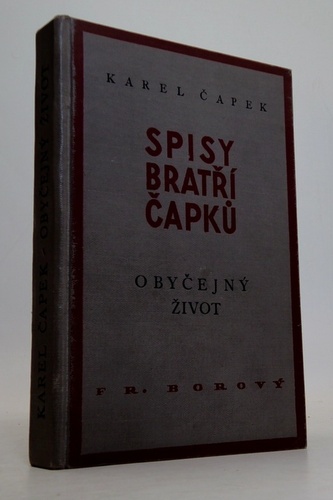 KAREL ČAPEK
SPISY
BRATŘÍ
ČAPKŮ
OBYČEJNÝ
ŽIVOT
FR. BOROVÝ
KAREL ČAPEK - OBYČEJNÝ ŽIVOT